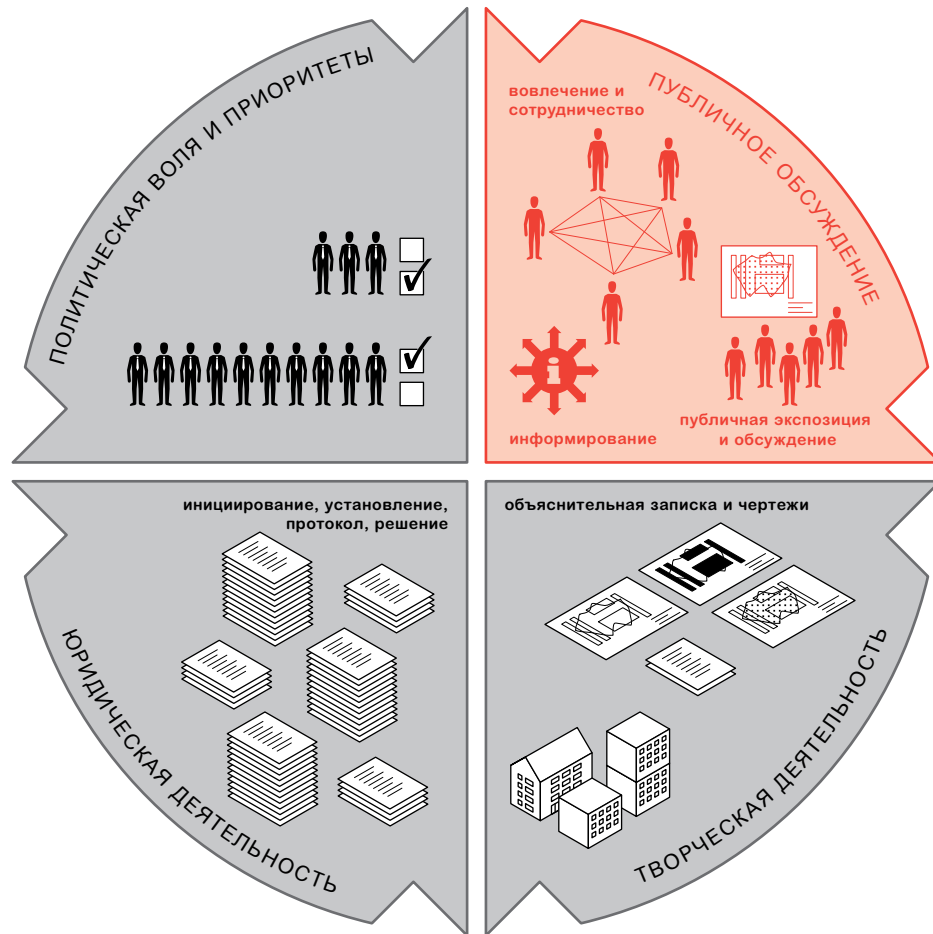 ПОЛИТИЧЕСКАЯ ВОЛЯ И ПРИОРИТЕТЫ
ПУБЛИЧНОЕ ОБСУЖДЕНИЕ
вовлечение и
сотрудничество
информирование
публичная экспозиция
и обсуждение
инициирование, установление,
протокол, решение
ЮРИДИЧЕСКАЯ ДЕЯТЕЛЬНОСТЬ
объяснительная записка и чертежи
ТВОРЧЕСКАЯ ДЕЯТЕЛЬНОСТЬ